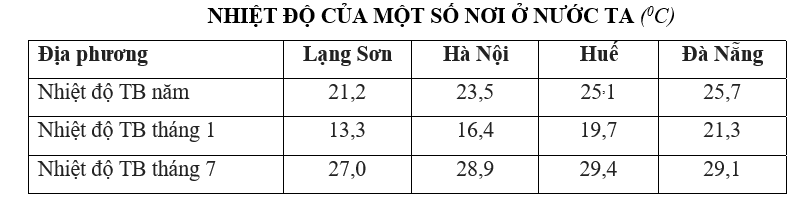 NHIỆT ĐỘ CỦA MỘT SỐ NƠI Ở NƯỚC TA (⁰C)
Địa phương Lạng Sơn Hà Nội Huế Đà Nẵng
Nhiệt độ TB năm 21,2 23,5 25,1 25,7
Nhiệt độ TB tháng 1 13,3 16,4 19,7 21,3
Nhiệt độ TB tháng 7 27,0 28,9 29,4 29,1